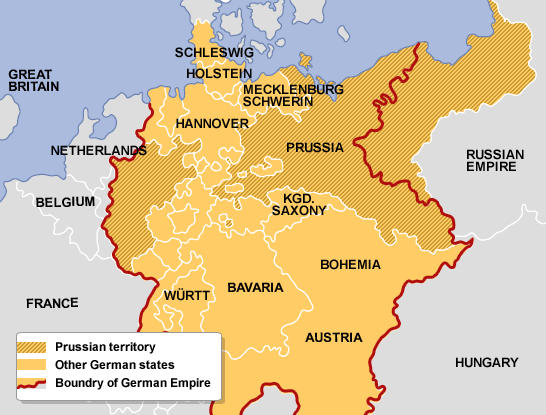 SCHLESWIG
HOLSTEIN
GREAT
BRITAIN
MECKLENBURG
SCHWERIN
HANNOVER
NETHERLANDS
PRUSSIA
RUSSIAN
EMPIRE
BELGIUM
KGD.
SAXONY
BOHEMIA
BAVARIA
WÜRTT
FRANCE
AUSTRIA
HUNGARY
Prussian territory
Other German states
Boundry of German Empire